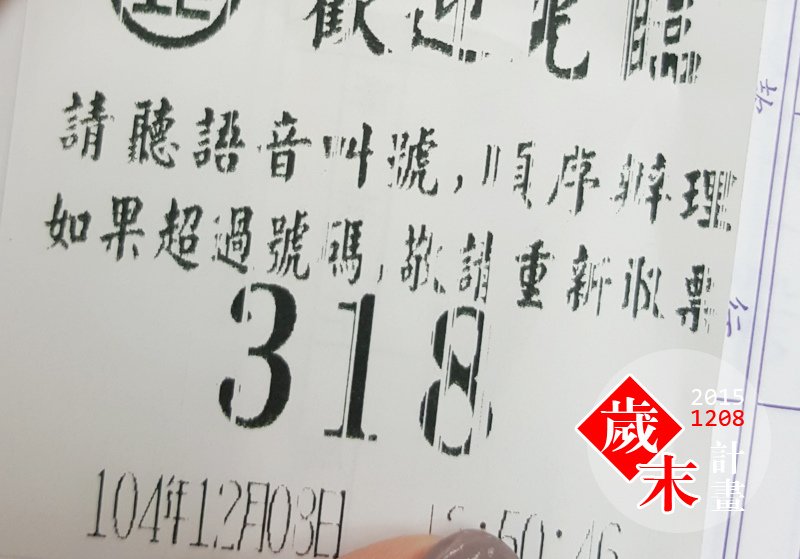 歡迎光臨
請聽語音叫號,順序辦理
如果超過號碼,敬請重新收票
318
104年12月08日
2015
1208
歲末
計畫